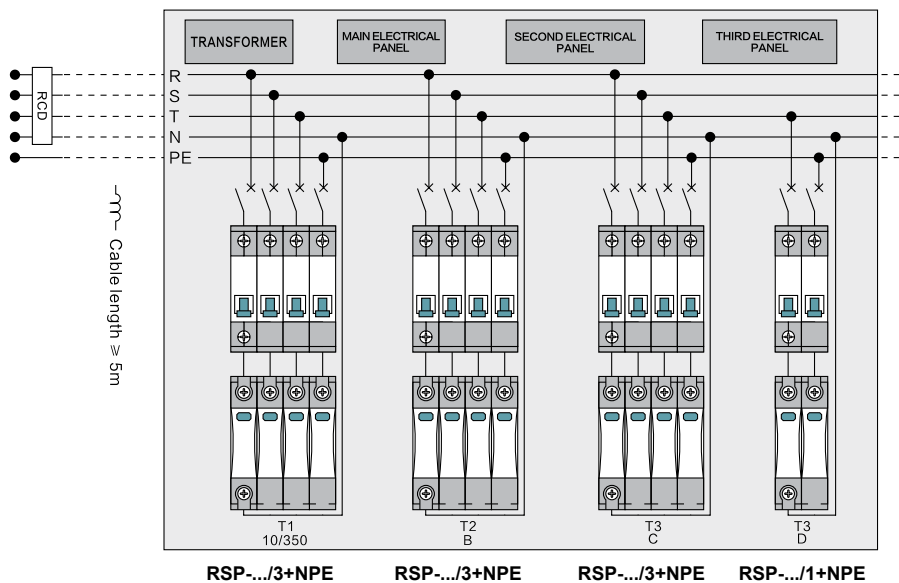 TRANSFORMER
MAIN ELECTRICAL
PANEL
SECOND ELECTRICAL
PANEL
THIRD ELECTRICAL
PANEL
R
S
T
N
PE
RCD
Cable length ≥ 5m
T1
10/350
T2
B
T3
C
T3
D
RSP-.../3+NPE
RSP-.../3+NPE
RSP-.../3+NPE
RSP-.../1+NPE